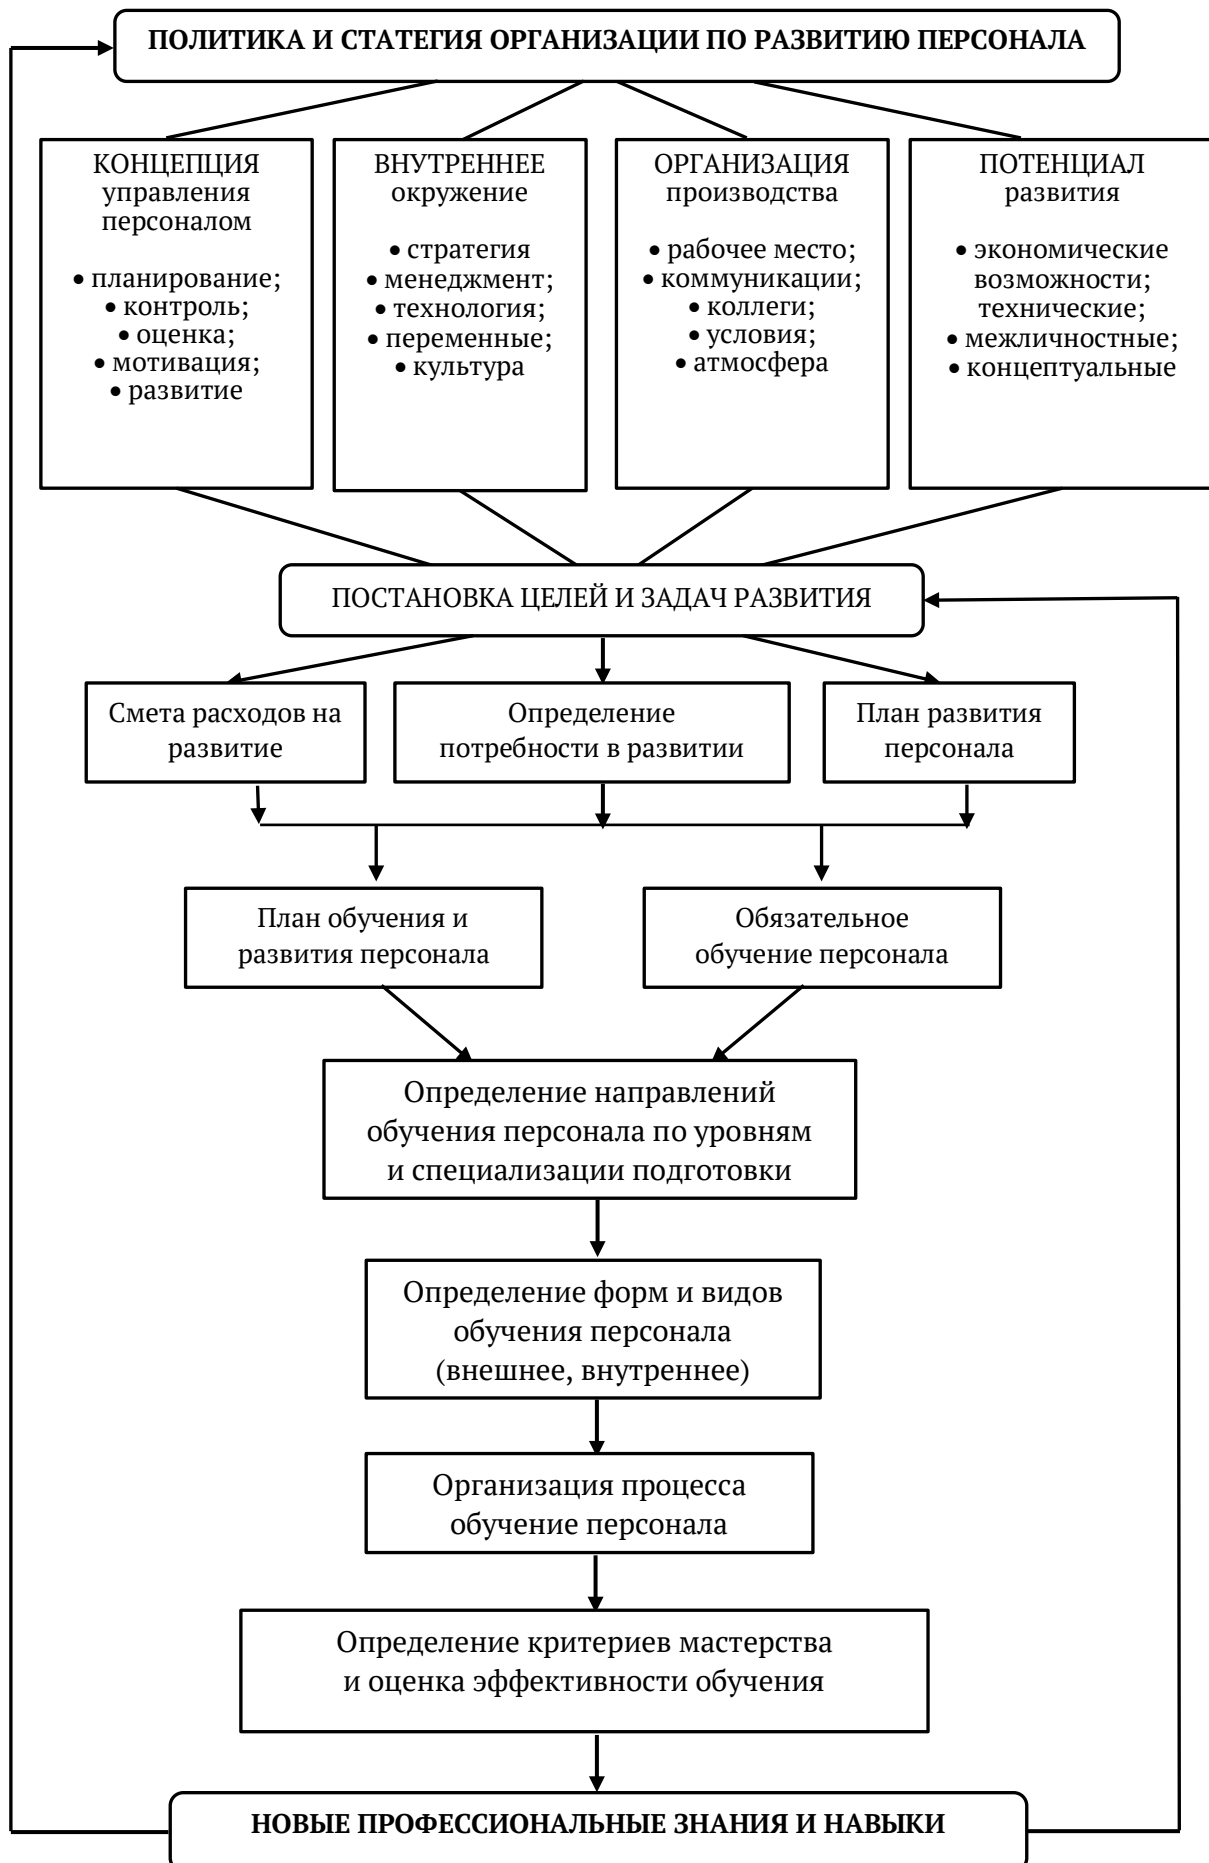 ПОЛИТИКА И СТАТЕГИЯ ОРГАНИЗАЦИИ ПО РАЗВИТИЮ ПЕРСОНАЛА
КОНЦЕПЦИЯ
управления
персоналом
• планирование;
• контроль;
• оценка;
• мотивация;
• развитие
ВНУТРЕННЕЕ
окружение
• стратегия
• менеджмент;
• технология;
• переменные;
• культура
ОРГАНИЗАЦИЯ
производства
• рабочее место;
• коммуникации;
• коллеги;
• условия;
• атмосфера
ПОТЕНЦИАЛ
развития
• экономические
возможности;
технические;
• межличностные;
• концептуальные
ПОСТАНОВКА ЦЕЛЕЙ И ЗАДАЧ РАЗВИТИЯ
Смета расходов на
развитие
Определение
потребности в развитии
План развития
персонала
План обучения и
развития персонала
Обязательное
обучение персонала
Определение направлений
обучения персонала по уровням
и специализации подготовки
Определение форм и видов
обучения персонала
(внешнее, внутреннее)
Организация процесса
обучение персонала
Определение критериев мастерства
и оценка эффективности обучения
НОВЫЕ ПРОФЕССИОНАЛЬНЫЕ ЗНАНИЯ И НАВЫКИ